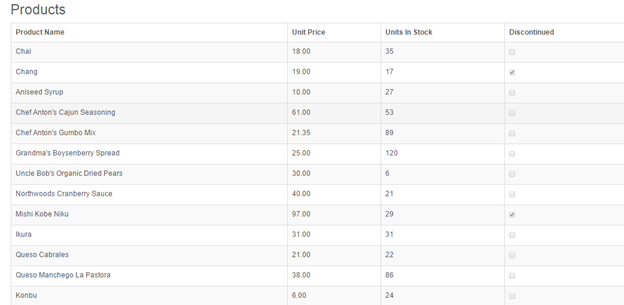 Products
Product Name Unit Price Units In Stock Discontinued
Chai 18.00 35
Chang 19.00 17
Aniseed Syrup 10.00 27
Chef Anton's Cajun Seasoning 61.00 53
Chef Anton's Gumbo Mix 21.35 89
Grandma's Boysenberry Spread 25.00 120
Uncle Bob's Organic Dried Pears 30.00 6
Northwoods Cranberry Sauce 40.00 21
Mishi Kobe Niku 97.00 29
Ikura 31.00 31
Queso Cabrales 21.00 22
Queso Manchego La Pastora 38.00 86
Konbu 6.00 24